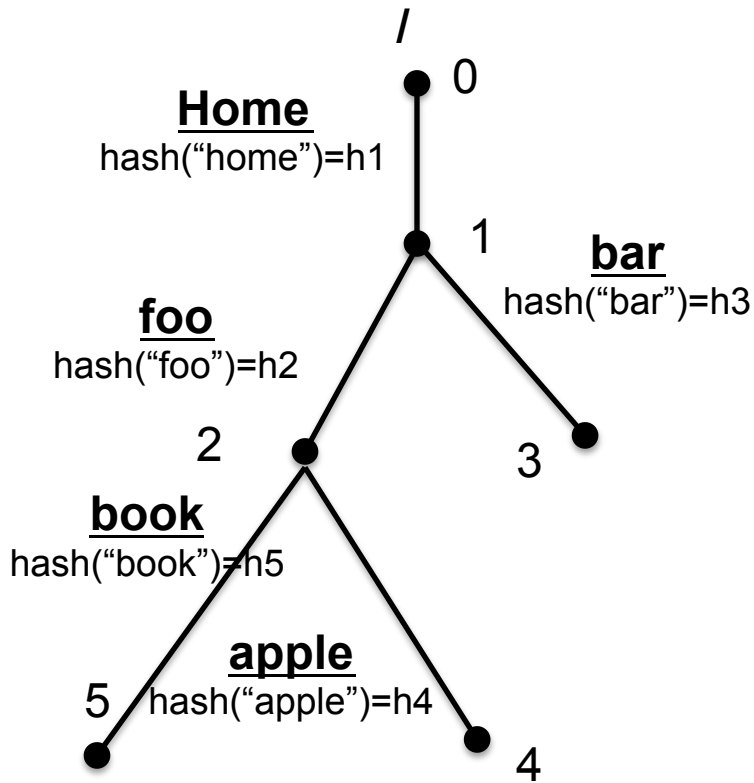 /
0
Home
hash(“home”)=h1
1
bar
hash(“bar”)=h3
foo
hash(“foo”)=h2
2
3
book
hash(“book”)=h5
apple
hash(“apple”)=h4
5
4